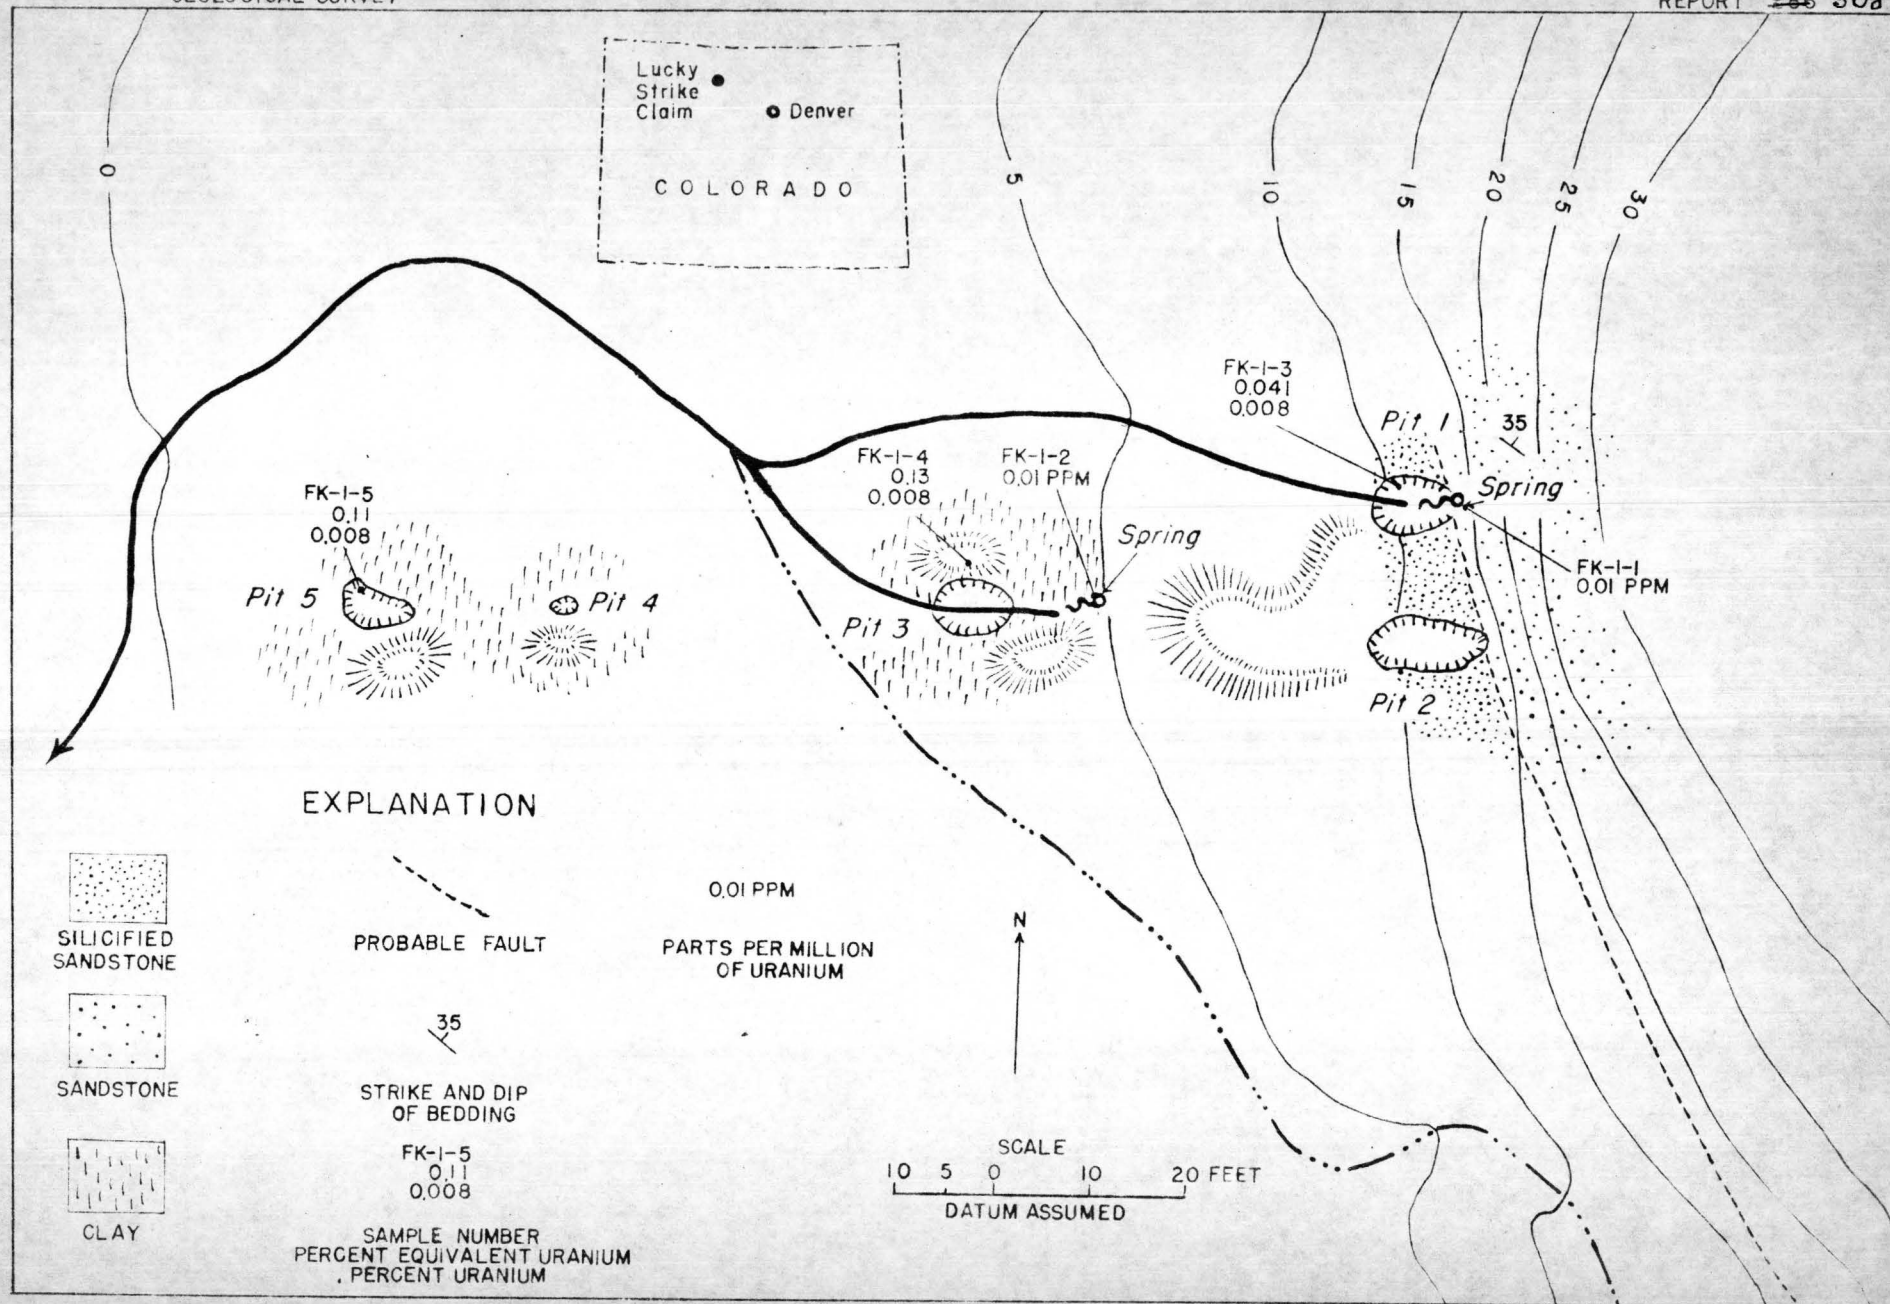 GEOLOGICAL SURVEY
REPORT 308
Lucky
Strike
Claim
Denver
COLORADO
0
5
10
15
20
25
30
FK-1-3
0.041
0.008
Pit 1
35
Spring
FK-1-1
0.01 PPM
FK-1-4
0.13
0.008
FK-1-2
0.01 PPM
Spring
FK-1-5
0.11
0.008
Pit 5
Pit 4
Pit 3
Pit 2
EXPLANATION
SILICIFIED
SANDSTONE
SANDSTONE
CLAY
PROBABLE FAULT
35
STRIKE AND DIP
OF BEDDING
FK-1-5
0.11
0.008
SAMPLE NUMBER
PERCENT EQUIVALENT URANIUM
PERCENT URANIUM
0.01 PPM
PARTS PER MILLION
OF URANIUM
N
SCALE
10 5 0 10 20 FEET
DATUM ASSUMED